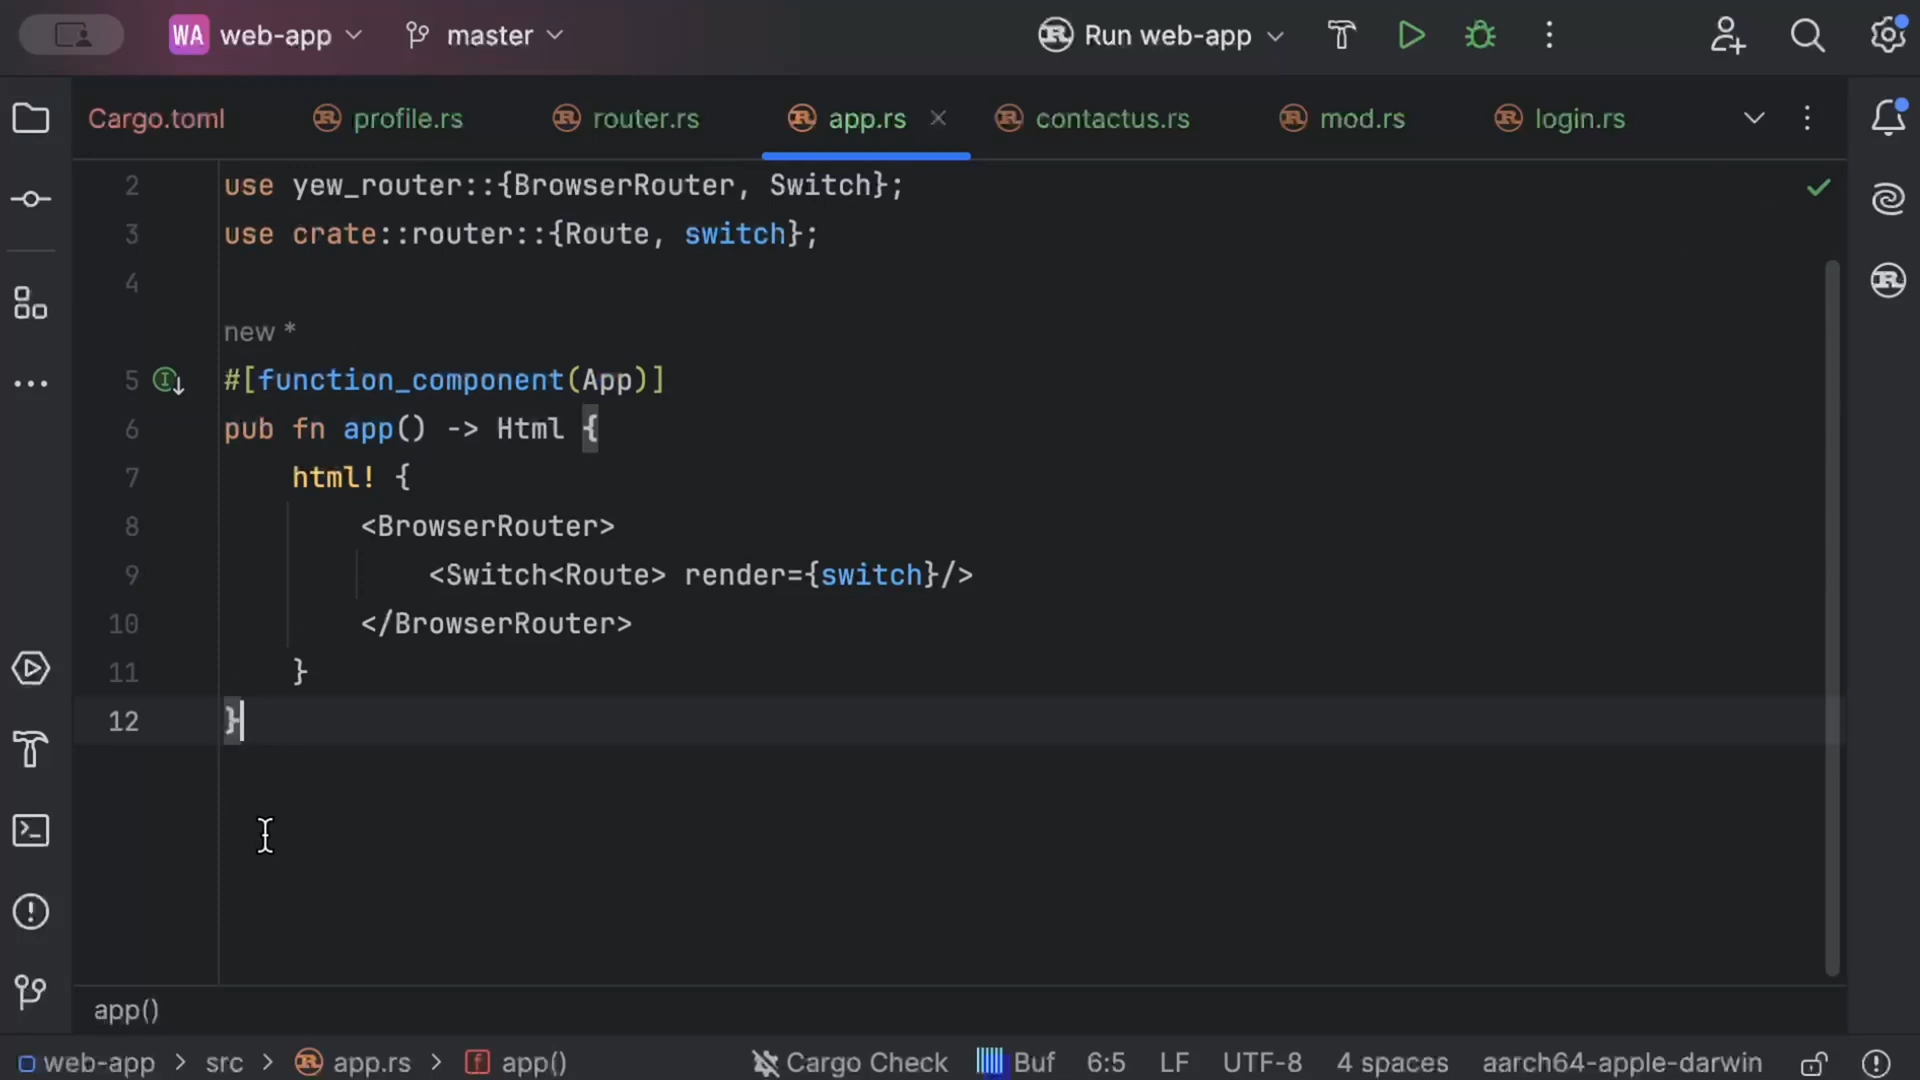 WA web-app master Run web-app
Cargo.toml profile.rs router.rs app.rs contactus.rs mod.rs login.rs
2 use yew_router::{BrowserRouter, Switch};
3 use crate::router::{Route, switch};
4
new *
5 #[function_component(App)]
6 pub fn app() -> Html {
7 html! {
8 <BrowserRouter>
9 <Switch<Route> render={switch}/>
10 </BrowserRouter>
11 }
12 }
app()
web-app > src > app.rs > app() Cargo Check Buf 6:5 LF UTF-8 4 spaces aarch64-apple-darwin